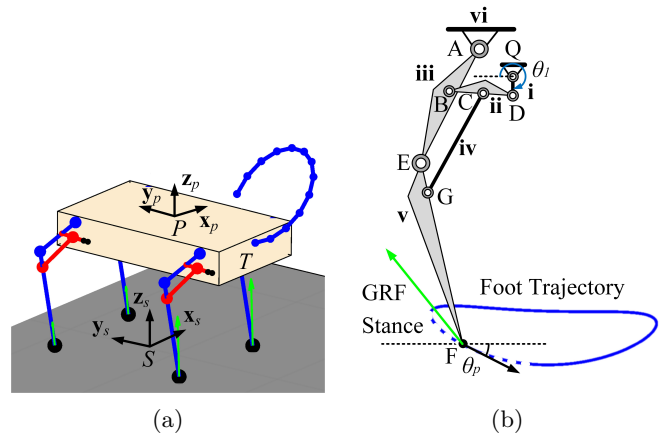 z_p
y_p
x_p
P
T
z_s
y_s
x_s
S
(a)
vi
A
Q
θ_1
iii
B
C
ii
i
D
iv
E
G
v
GRF
Foot Trajectory
Stance
F
θ_p
(b)